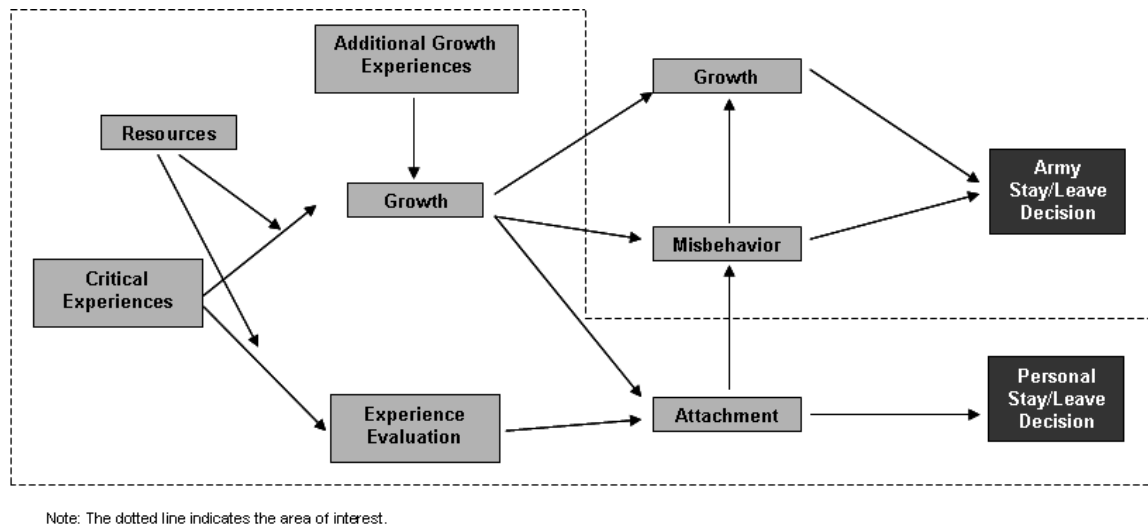 Additional Growth
Experiences
Growth
Resources
Army
Stay/Leave
Decision
Growth
Misbehavior
Critical
Experiences
Personal
Stay/Leave
Decision
Experience
Evaluation
Attachment
Note: The dotted line indicates the area of interest.